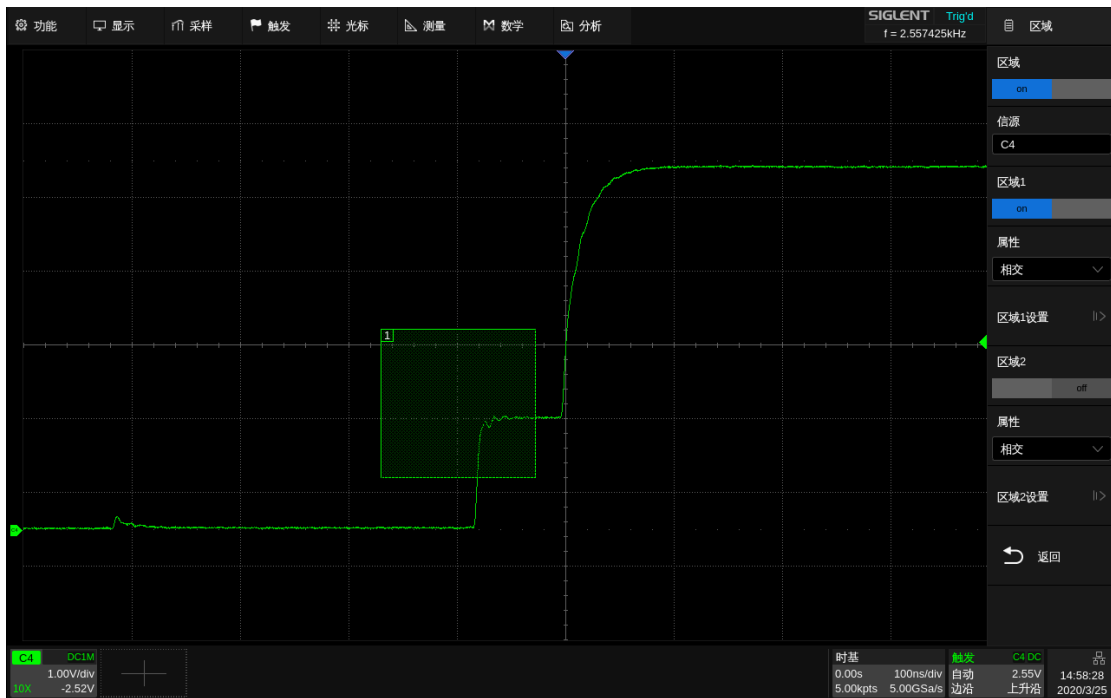 功能 显示 采样 触发 光标 测量 数学 分析 SIGLENT Trig'd
f = 2.557425kHz
区域
区域
on
信源
C4
区域1
on
属性
相交
区域1设置
区域2
off
属性
相交
区域2设置
返回
1
C4 DC1M
1.00V/div
10X -2.52V
时基
0.00s 100ns/div
5.00kpts 5.00GSa/s
触发 C4 DC
自动 2.55V
边沿 上升沿
14:58:28
2020/3/25